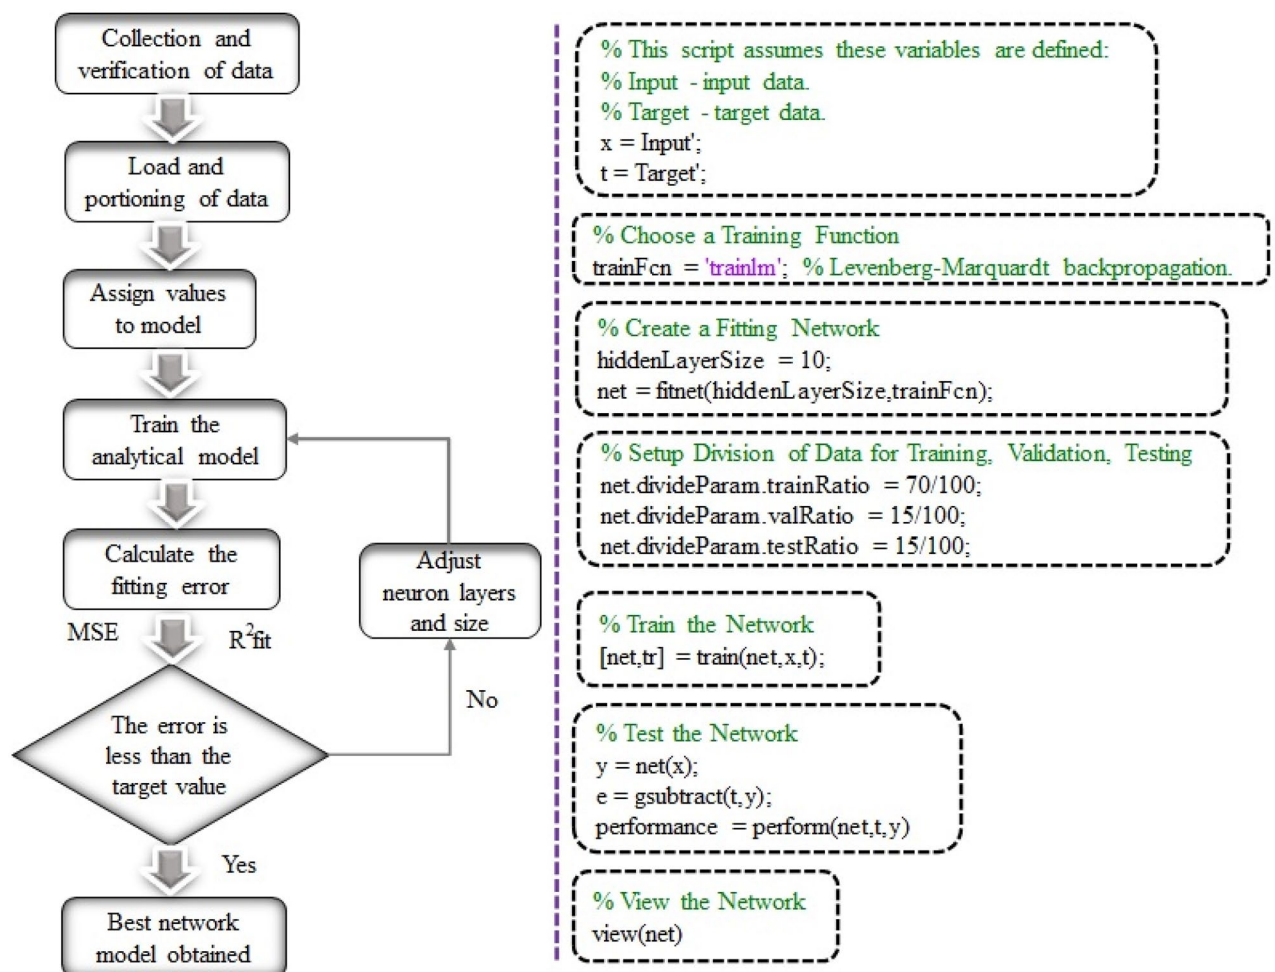 Collection and
verification of data
Load and
portioning of data
Assign values
to model
Train the
analytical model
Calculate the
fitting error
MSE
R²fit
Adjust
neuron layers
and size
No
The error is
less than the
target value
Yes
Best network
model obtained
% This script assumes these variables are defined:
% Input - input data.
% Target - target data.
x = Input';
t = Target';
% Choose a Training Function
trainFcn = 'trainlm'; % Levenberg-Marquardt backpropagation.
% Create a Fitting Network
hiddenLayerSize = 10;
net = fitnet(hiddenLayerSize,trainFcn);
% Setup Division of Data for Training, Validation, Testing
net.divideParam.trainRatio = 70/100;
net.divideParam.valRatio = 15/100;
net.divideParam.testRatio = 15/100;
% Train the Network
[net,tr] = train(net,x,t);
% Test the Network
y = net(x);
e = gsubtract(t,y);
performance = perform(net,t,y)
% View the Network
view(net)